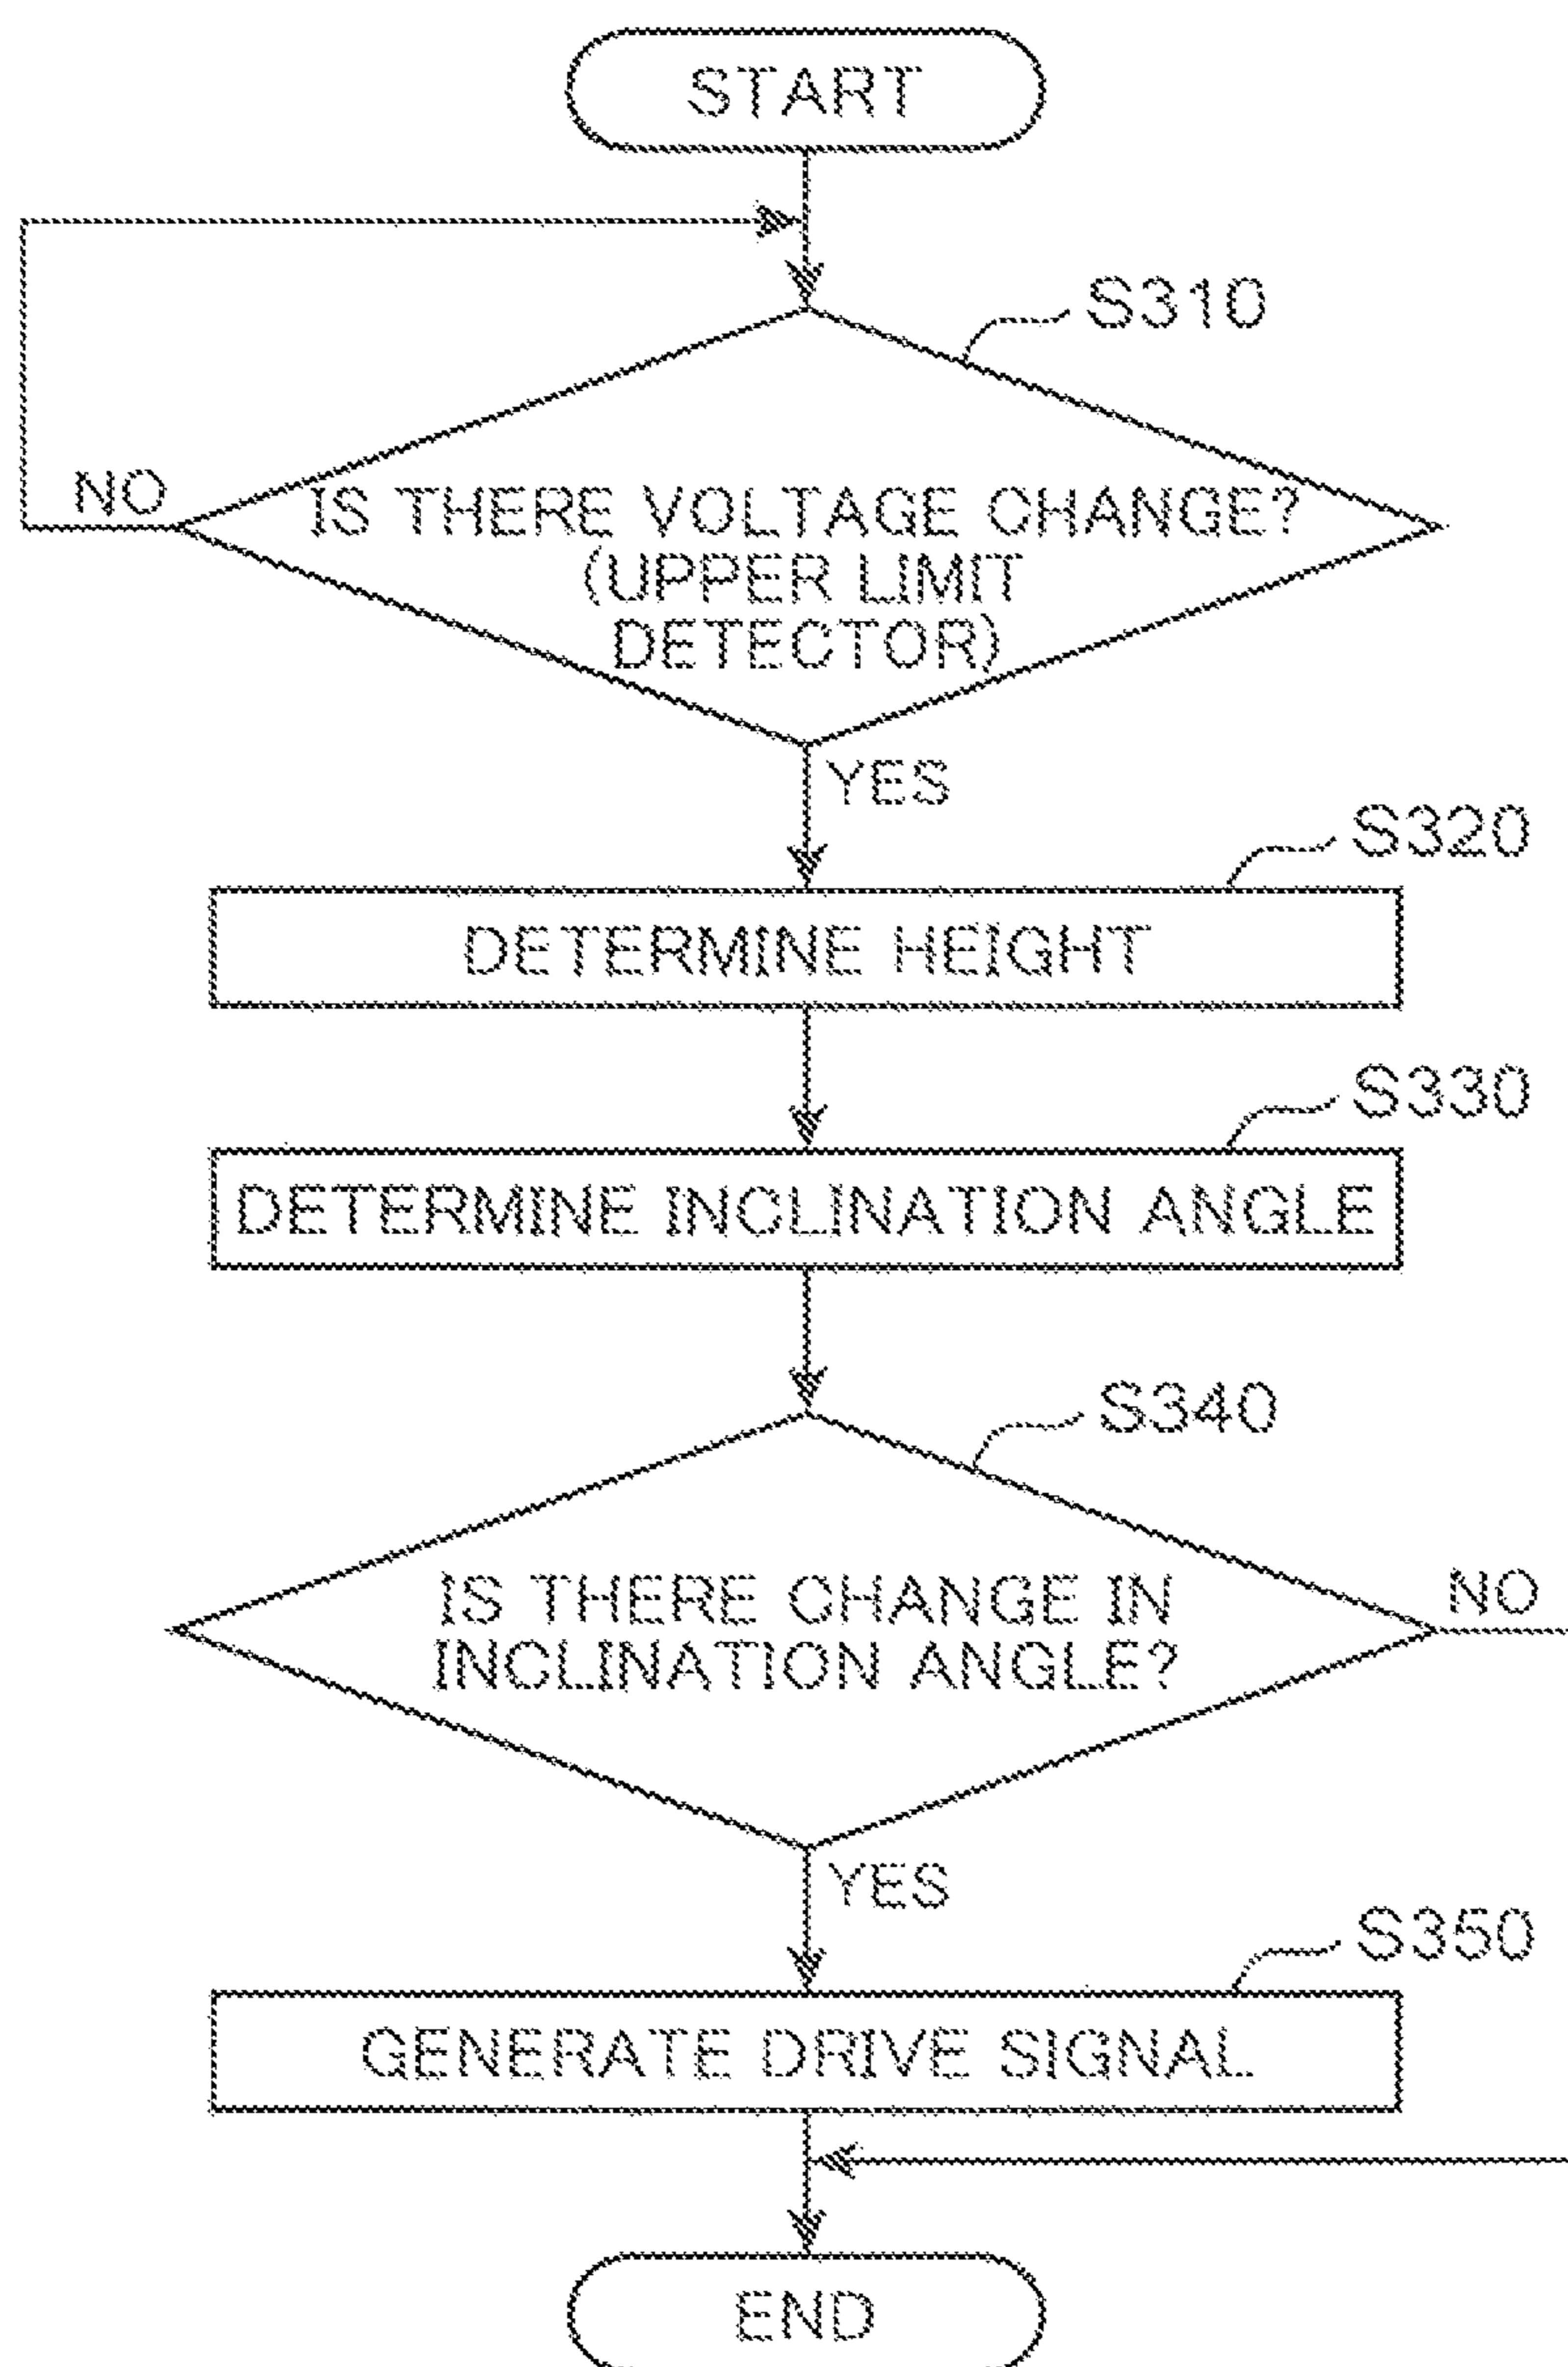 START
S310
NO
IS THERE VOLTAGE CHANGE?
(UPPER LIMIT
DETECTOR)
YES
S320
DETERMINE HEIGHT
S330
DETERMINE INCLINATION ANGLE
S340
IS THERE CHANGE IN
INCLINATION ANGLE?
NO
YES
S350
GENERATE DRIVE SIGNAL
END